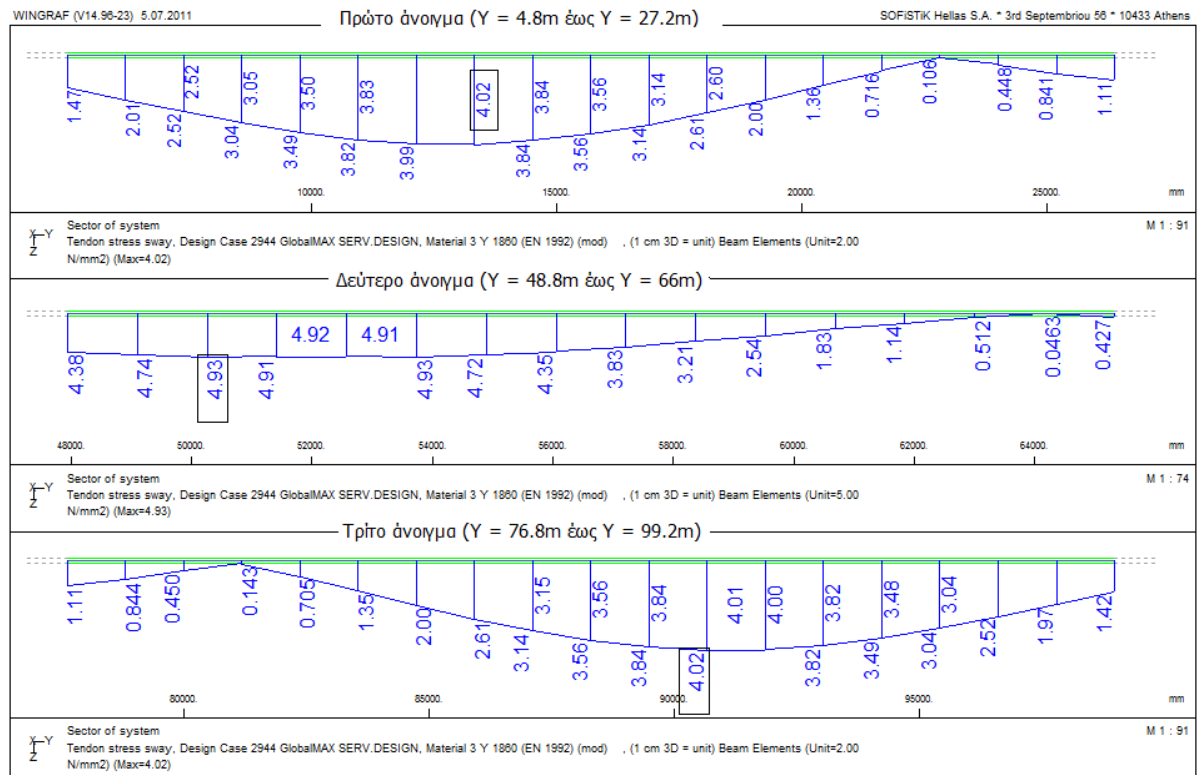 WINGRAF (V14.96-23) 5.07.2011
Πρώτο άνοιγμα (Y = 4.8m έως Y = 27.2m)
SOFiSTiK Hellas S.A. * 3rd Septembriou 56 * 10433 Athens
1.47 2.01 2.52 2.52 3.04 3.05 3.49 3.50 3.82 3.83 3.99 4.02 3.84 3.84 3.56 3.56 3.14 3.14 2.61 2.60 2.00 1.36 0.716 0.106 0.448 0.841 1.11
10000. 15000. 20000. 25000. mm
X Y Z
Sector of system
M 1 : 91
Tendon stress sway, Design Case 2944 GlobalMAX SERV.DESIGN, Material 3 Y 1860 (EN 1992) (mod) , (1 cm 3D = unit) Beam Elements (Unit=2.00
N/mm2) (Max=4.02)
Δεύτερο άνοιγμα (Y = 48.8m έως Y = 66m)
4.38 4.74 4.93 4.91 4.92 4.91 4.93 4.72 4.35 3.83 3.21 2.54 1.83 1.14 0.512 0.0463 0.427
48000. 50000. 52000. 54000. 56000. 58000. 60000. 62000. 64000. mm
X Y Z
Sector of system
M 1 : 74
Tendon stress sway, Design Case 2944 GlobalMAX SERV.DESIGN, Material 3 Y 1860 (EN 1992) (mod) , (1 cm 3D = unit) Beam Elements (Unit=5.00
N/mm2) (Max=4.93)
Τρίτο άνοιγμα (Y = 76.8m έως Y = 99.2m)
1.11 0.844 0.450 0.143 0.705 1.35 2.00 2.61 3.14 3.15 3.56 3.56 3.84 3.84 4.02 4.01 4.00 3.82 3.82 3.49 3.48 3.04 3.04 2.52 1.97 1.42
80000. 85000. 90000. 95000. mm
X Y Z
Sector of system
M 1 : 91
Tendon stress sway, Design Case 2944 GlobalMAX SERV.DESIGN, Material 3 Y 1860 (EN 1992) (mod) , (1 cm 3D = unit) Beam Elements (Unit=2.00
N/mm2) (Max=4.02)